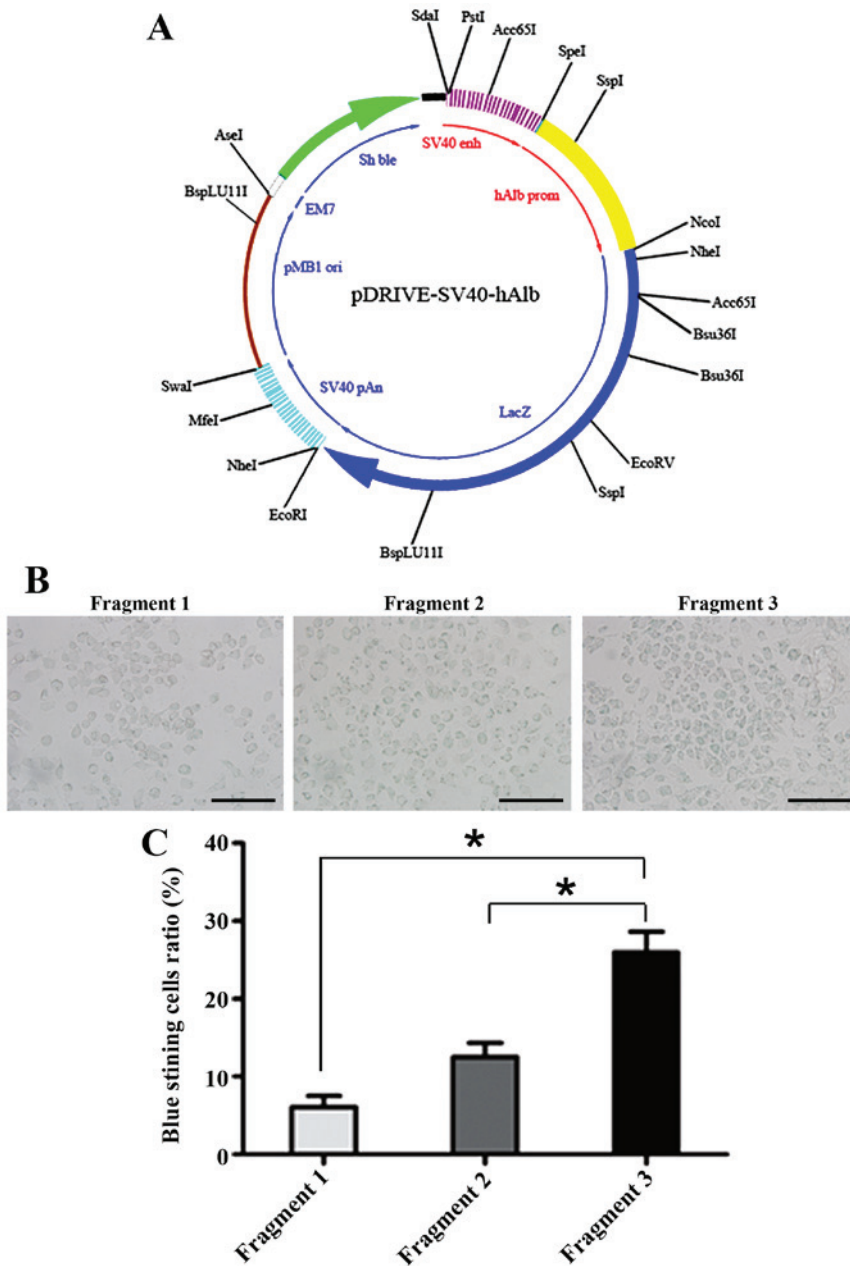 A
SdaI
PstI
Acc65I
SpeI
SspI
AseI
BspLU11I
Sh ble
SV40 enh
hAlb prom
EM7
NcoI
NheI
pMB1 ori
pDRIVE-SV40-hAlb
Acc65I
Bsu36I
Bsu36I
SwaI
SV40 pAn
MfeI
LacZ
NheI
EcoRV
SspI
EcoRI
BspLU11I
B
Fragment 1
Fragment 2
Fragment 3
C
Blue stining cells ratio (%)
40
30
20
10
0
*
*
Fragment 1
Fragment 2
Fragment 3